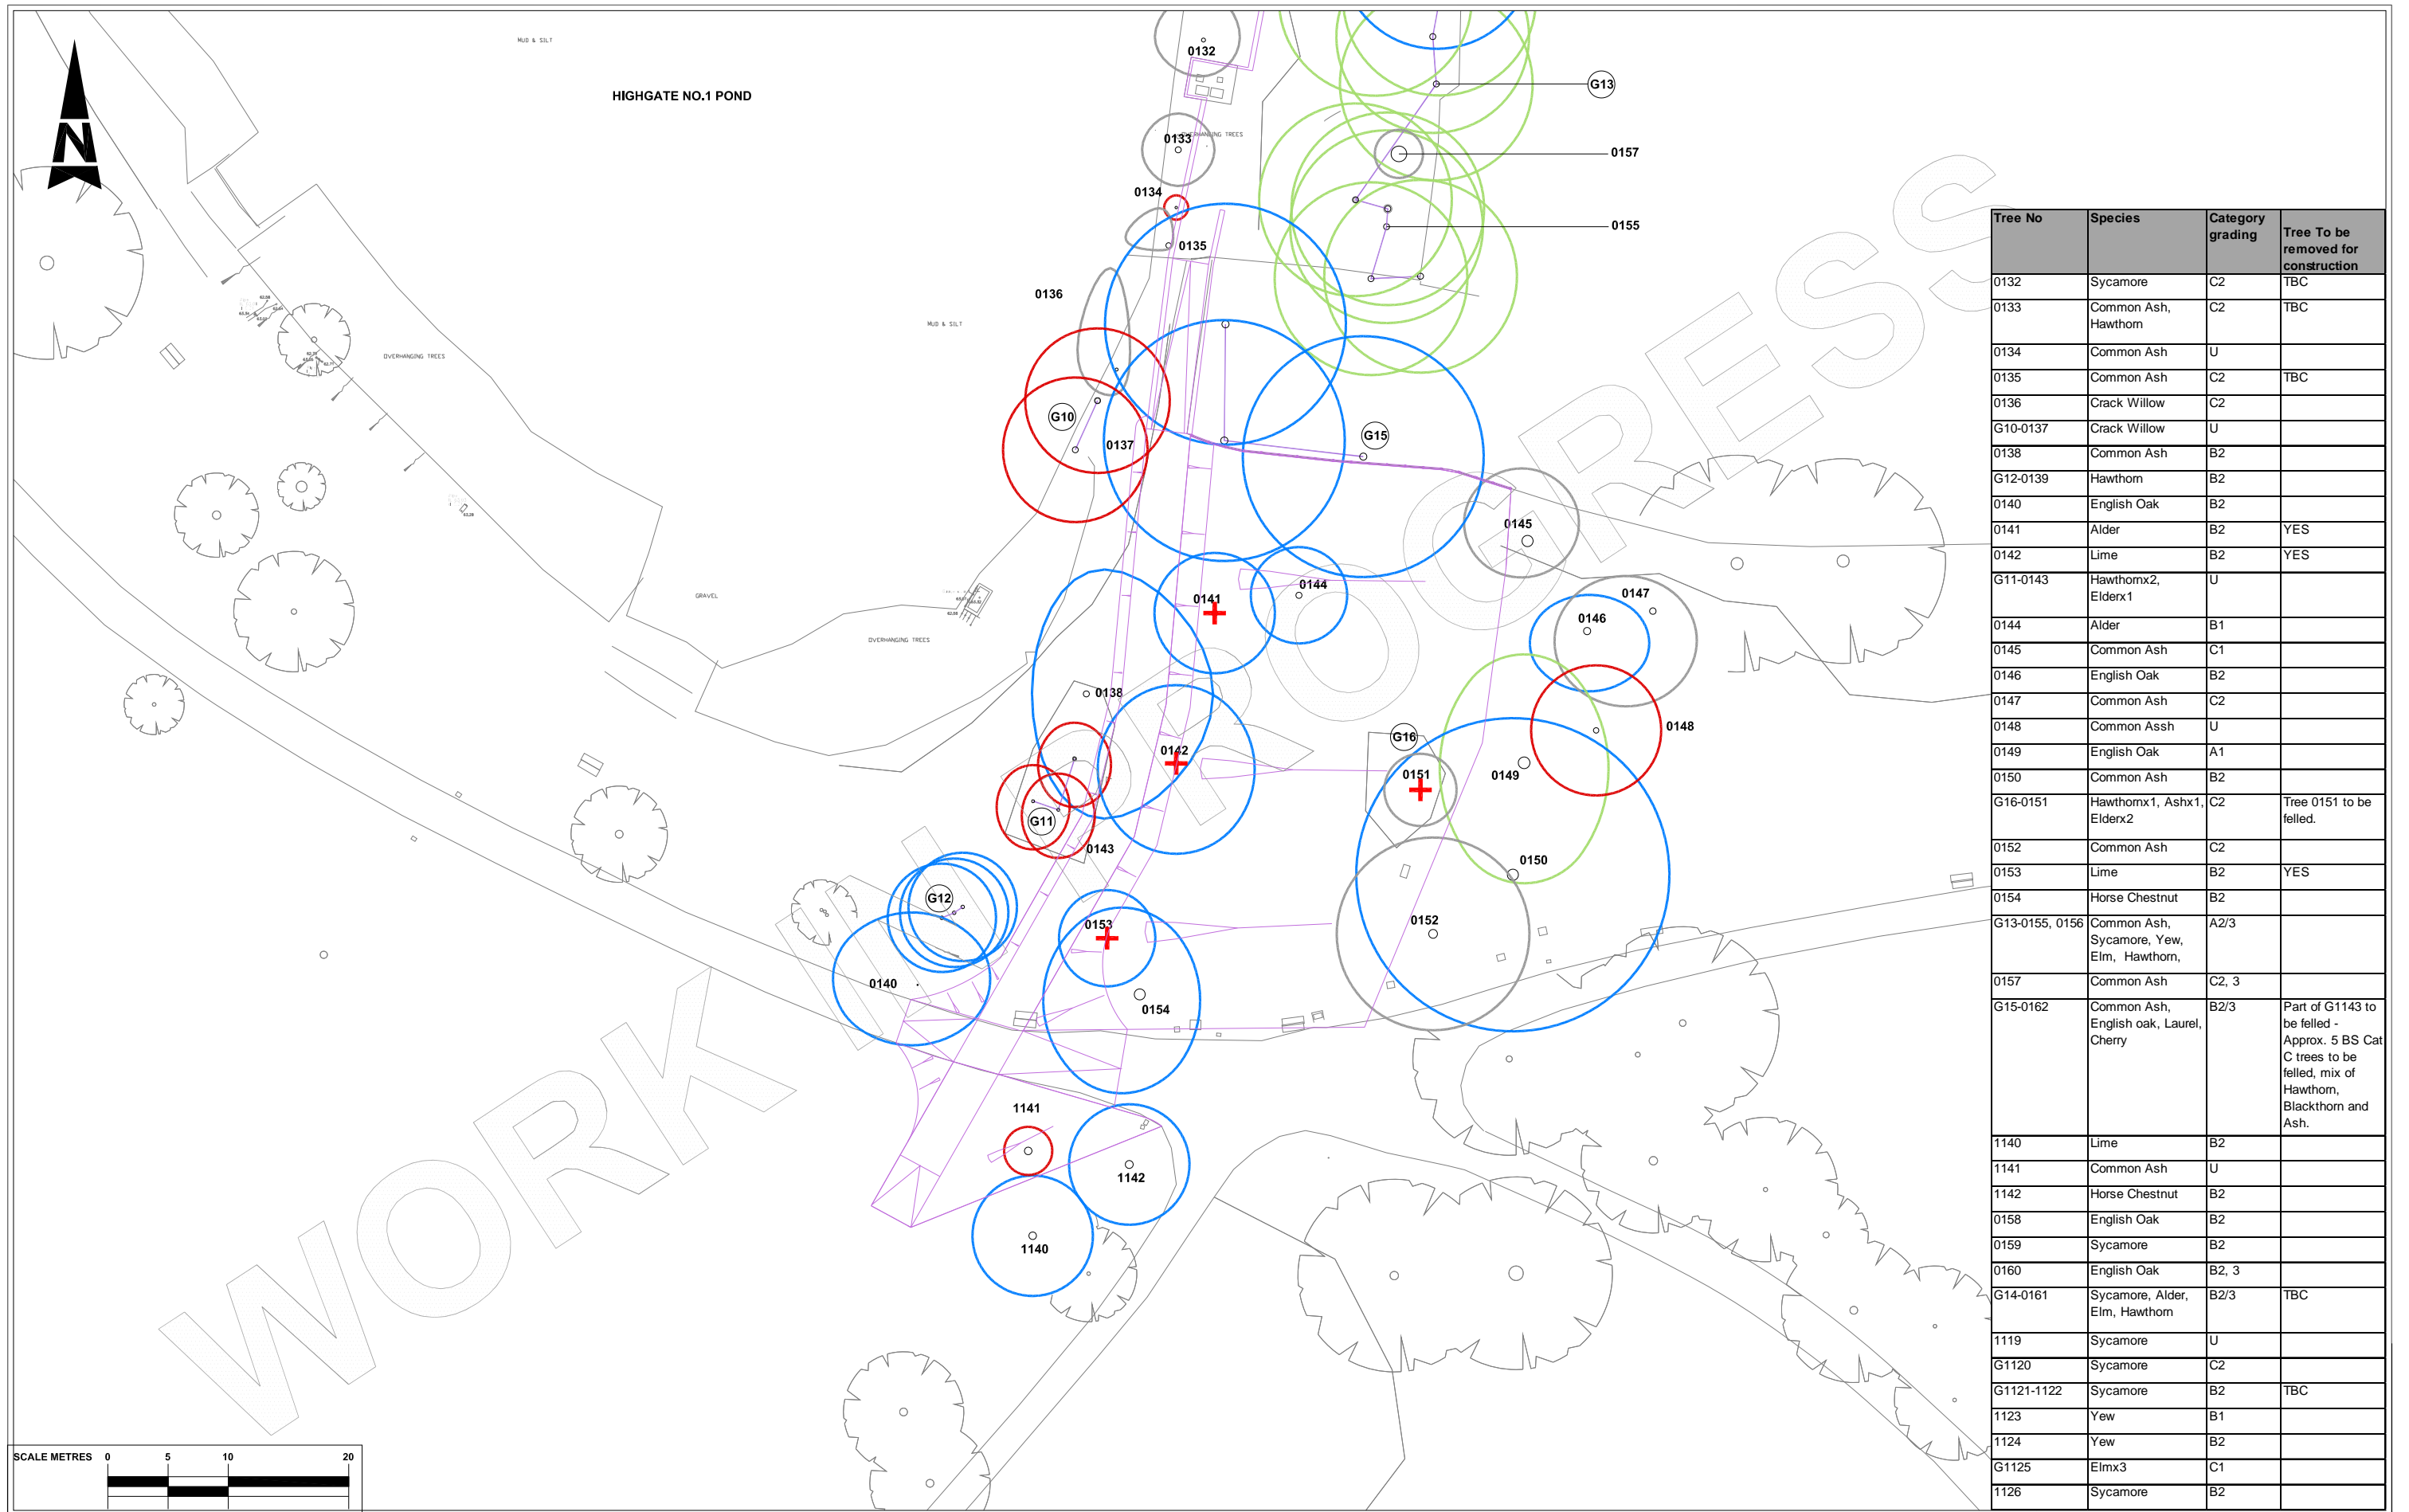 MUD & SILT
HIGHGATE NO.1 POND
N
0132
G13
0133
OVERHANGING TREES
0157
0134
0155
0135
0136
MUD & SILT
OVERHANGING TREES
G10
0137
G15
0145
GRAVEL
OVERHANGING TREES
0141
0144
0147
0146
0138
0142
G16
0148
0151
0149
G11
0143
0150
G12
0153
0152
0140
0154
1141
1142
1140
WORK IN PROGRESS
SCALE METRES 0 5 10 20
Tree No Species Category grading Tree To be removed for construction
0132 Sycamore C2 TBC
0133 Common Ash, Hawthorn C2 TBC
0134 Common Ash U
0135 Common Ash C2 TBC
0136 Crack Willow C2
G10-0137 Crack Willow U
0138 Common Ash B2
G12-0139 Hawthorn B2
0140 English Oak B2
0141 Alder B2 YES
0142 Lime B2 YES
G11-0143 Hawthornx2, Elderx1 U
0144 Alder B1
0145 Common Ash C1
0146 English Oak B2
0147 Common Ash C2
0148 Common Assh U
0149 English Oak A1
0150 Common Ash B2
G16-0151 Hawthornx1, Ashx1, Elderx2 C2 Tree 0151 to be felled.
0152 Common Ash C2
0153 Lime B2 YES
0154 Horse Chestnut B2
G13-0155, 0156 Common Ash, Sycamore, Yew, Elm, Hawthorn, A2/3
0157 Common Ash C2, 3
G15-0162 Common Ash, English oak, Laurel, Cherry B2/3 Part of G1143 to be felled - Approx. 5 BS Cat C trees to be felled, mix of Hawthorn, Blackthorn and Ash.
1140 Lime B2
1141 Common Ash U
1142 Horse Chestnut B2
0158 English Oak B2
0159 Sycamore B2
0160 English Oak B2, 3
G14-0161 Sycamore, Alder, Elm, Hawthorn B2/3 TBC
1119 Sycamore U
G1120 Sycamore C2
G1121-1122 Sycamore B2 TBC
1123 Yew B1
1124 Yew B2
G1125 Elmx3 C1
1126 Sycamore B2